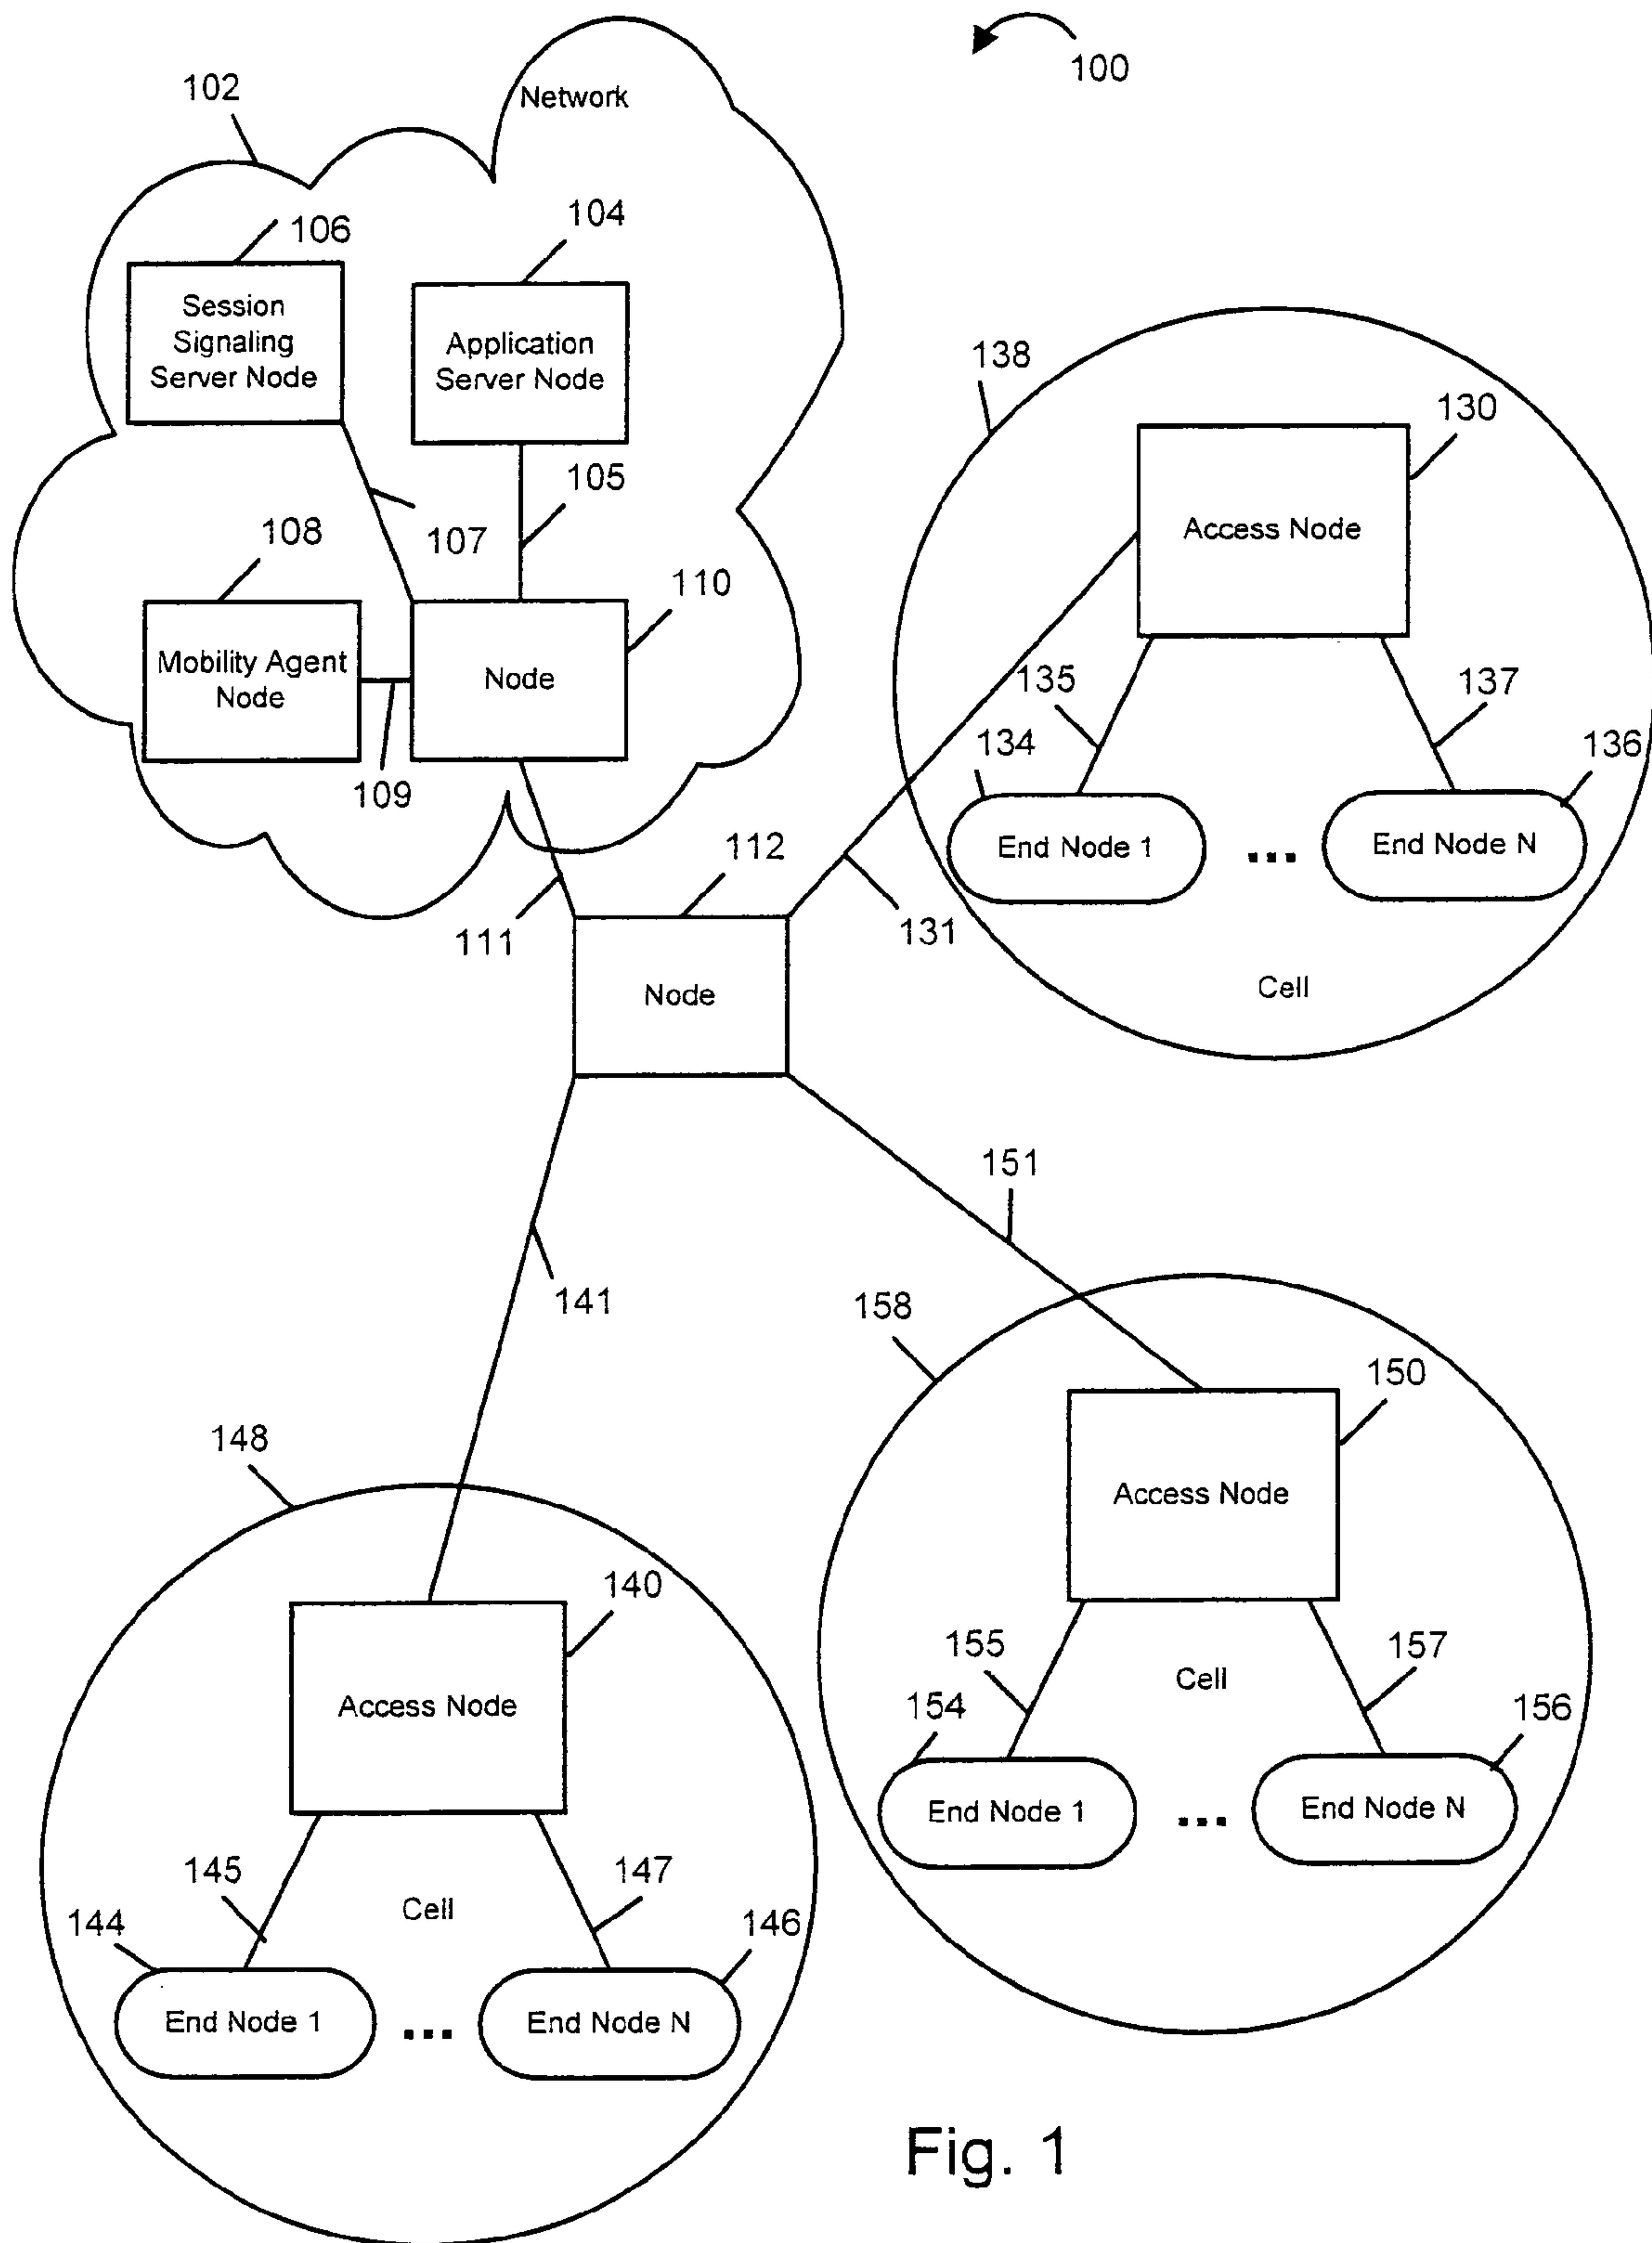 100
102
Network
106
104
Session
Signaling
Server Node
Application
Server Node
105
107
108
110
Mobility Agent
Node
Node
109
138
130
Access Node
135
137
134
136
End Node 1
...
End Node N
Cell
112
111
131
Node
151
141
158
150
Access Node
155
157
Cell
154
156
End Node 1
...
End Node N
148
140
Access Node
145
147
Cell
144
146
End Node 1
...
End Node N
Fig. 1